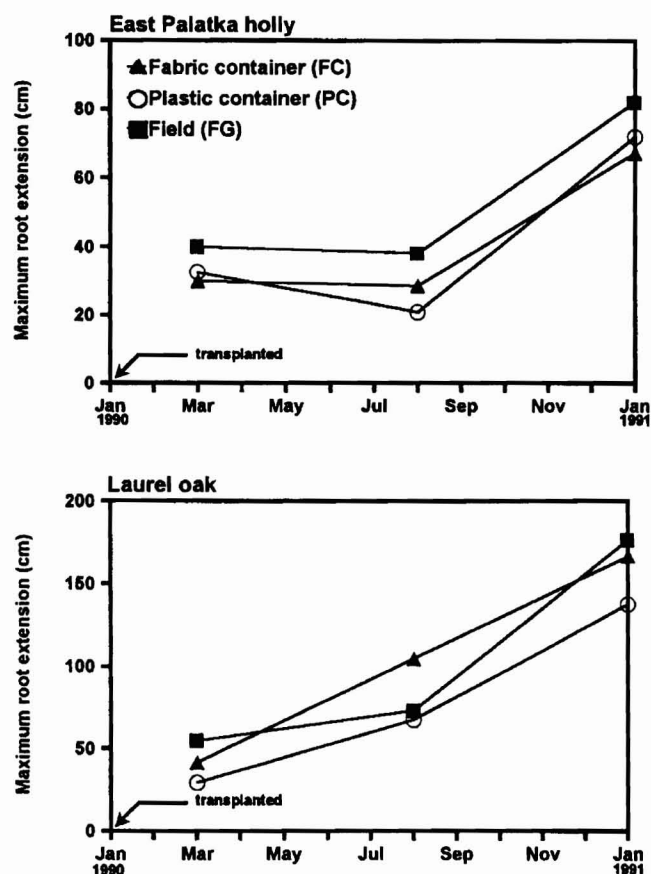 East Palatka holly
Maximum root extension (cm)
100
80
60
40
20
0
Fabric container (FC)
Plastic container (PC)
Field (FG)
transplanted
Jan Mar May Jul Sep Nov Jan
1990 1991
Laurel oak
Maximum root extension (cm)
200
150
100
50
0
transplanted
Jan Mar May Jul Sep Nov Jan
1990 1991